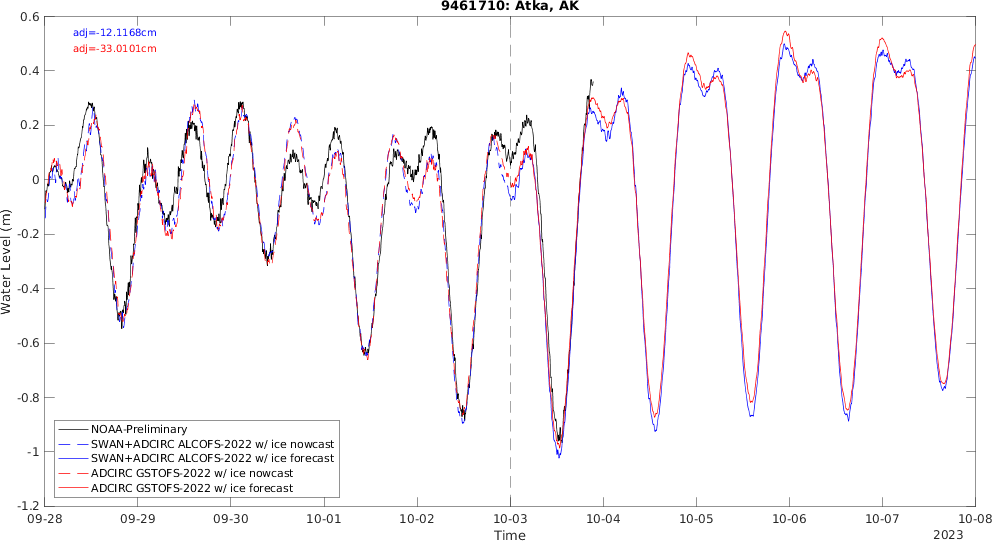 9461710: Atka, AK
adj=-12.1168cm
adj=-33.0101cm
0.6
0.4
0.2
0
-0.2
-0.4
-0.6
-0.8
-1
-1.2
Water Level (m)
NOAA-Preliminary
SWAN+ADCIRC ALCOFS-2022 w/ ice nowcast
SWAN+ADCIRC ALCOFS-2022 w/ ice forecast
ADCIRC GSTOFS-2022 w/ ice nowcast
ADCIRC GSTOFS-2022 w/ ice forecast
09-28 09-29 09-30 10-01 10-02 10-03 10-04 10-05 10-06 10-07 10-08
Time
2023